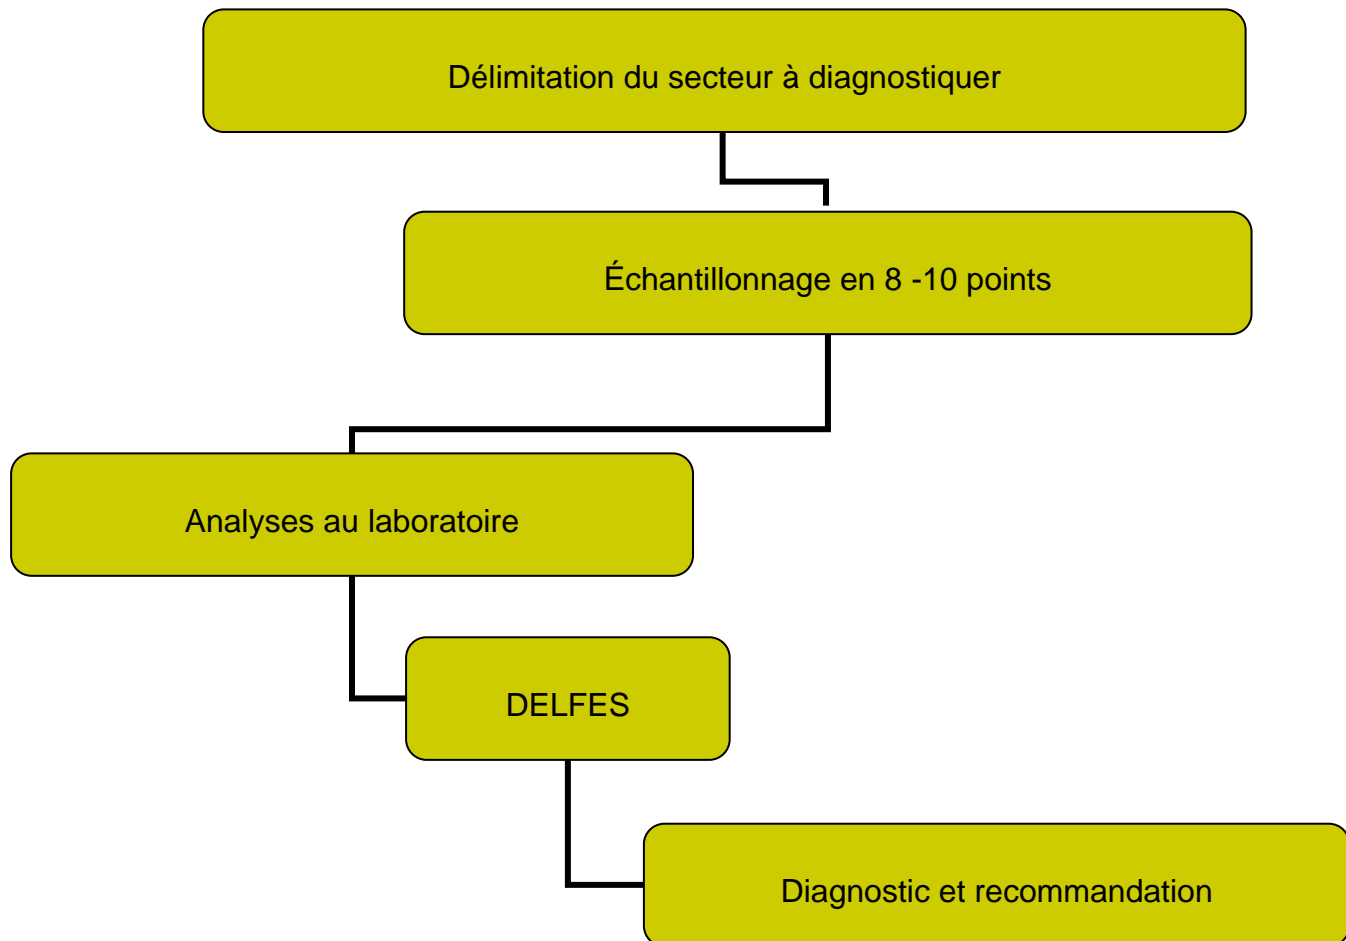 Délimitation du secteur à diagnostiquer
Échantillonnage en 8 -10 points
Analyses au laboratoire
DELFES
Diagnostic et recommandation